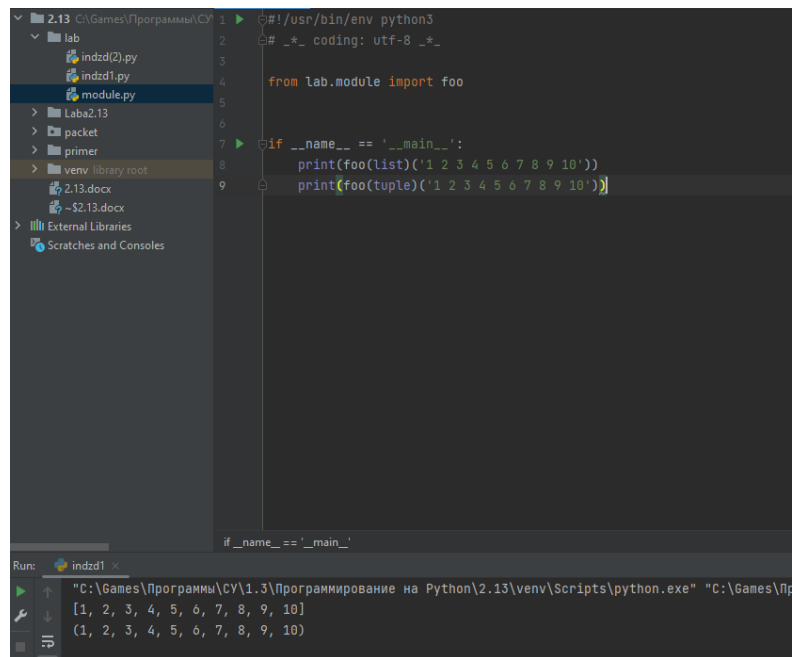 2.13 C:\Games\Программы\СУ
lab
indzd(2).py
indzd1.py
module.py
Laba2.13
packet
primer
venv library root
2.13.docx
~$2.13.docx
External Libraries
Scratches and Consoles
1 #!/usr/bin/env python3
2 # _*_ coding: utf-8 _*_
3
4 from lab.module import foo
5
6
7 if __name__ == '__main__':
8 print(foo(list)('1 2 3 4 5 6 7 8 9 10'))
9 print(foo(tuple)('1 2 3 4 5 6 7 8 9 10'))
if __name__ == '__main__'
Run: indzd1
"C:\Games\Программы\СУ\1.3\Программирование на Python\2.13\venv\Scripts\python.exe" "C:\Games\Пр
[1, 2, 3, 4, 5, 6, 7, 8, 9, 10]
(1, 2, 3, 4, 5, 6, 7, 8, 9, 10)